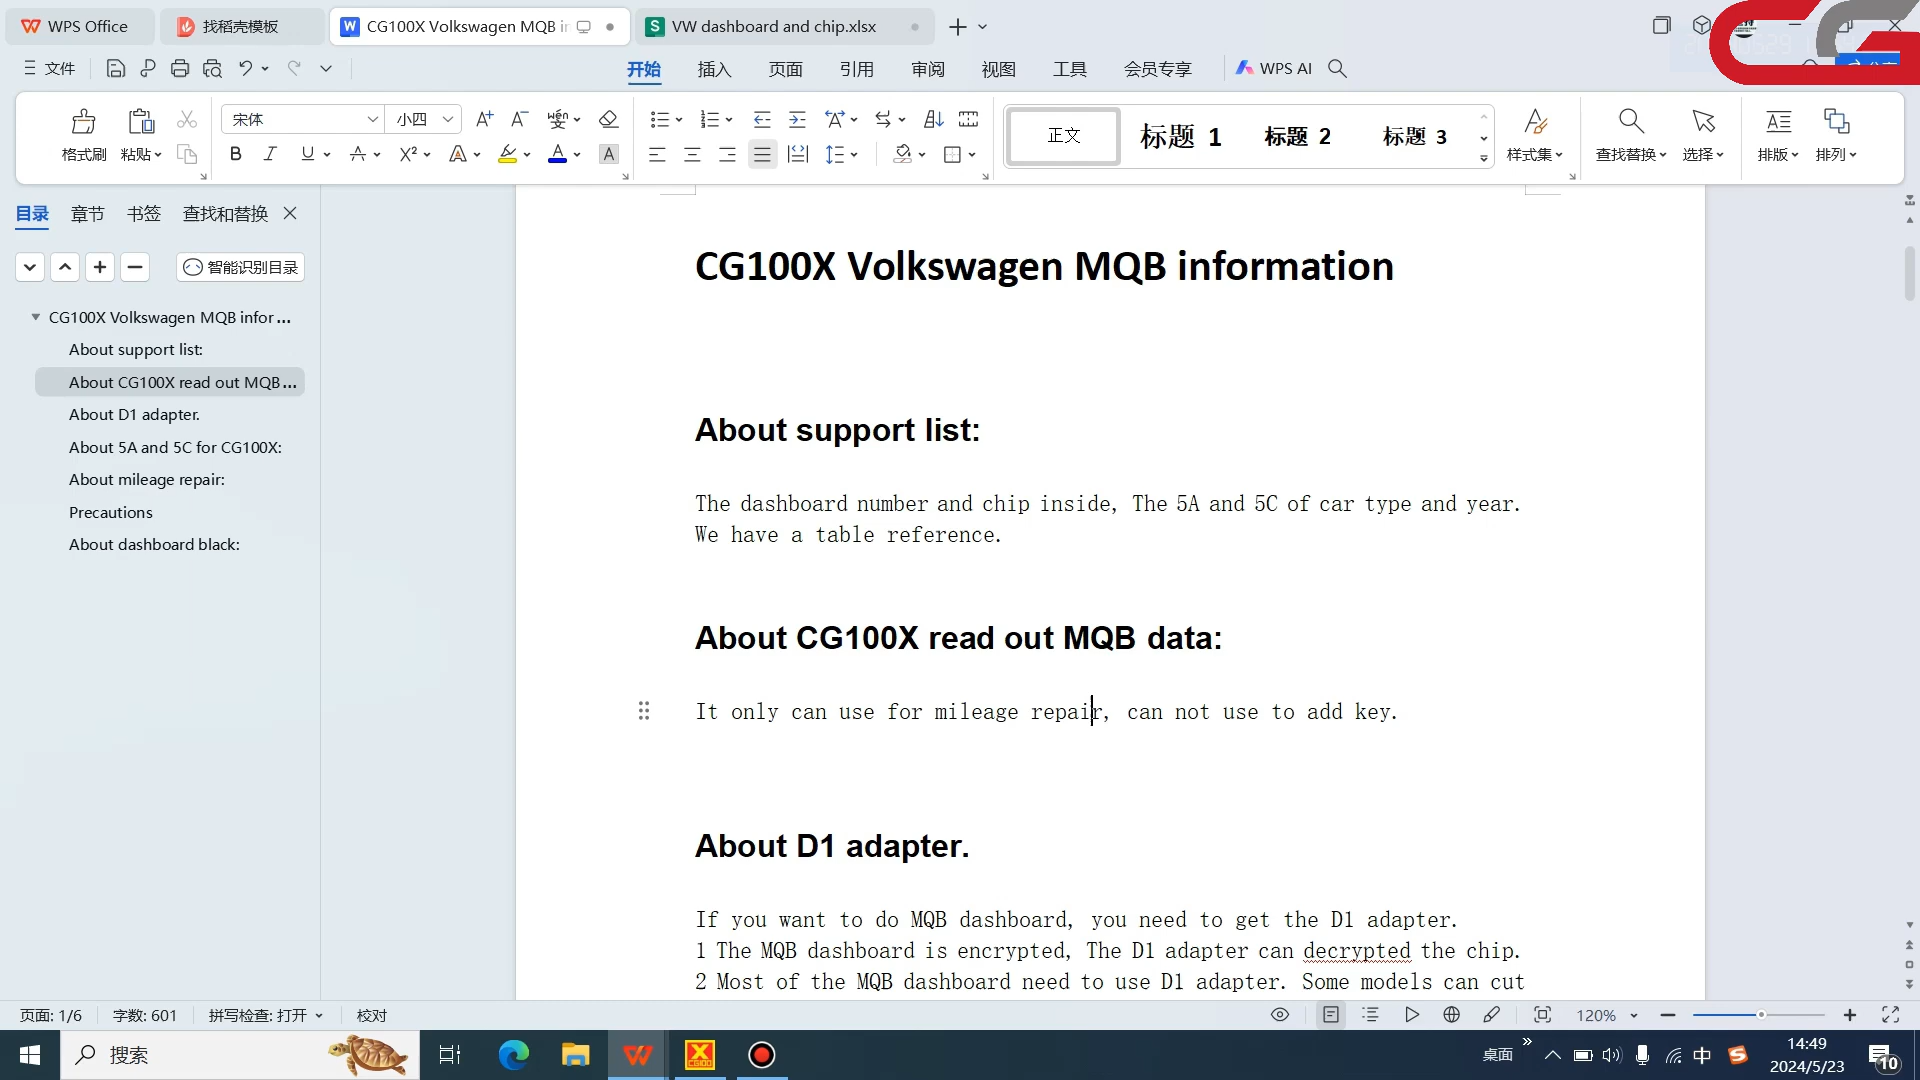 WPS Office
找稻壳模板
CG100X Volkswagen MQB in
VW dashboard and chip.xlsx
文件
开始
插入
页面
引用
审阅
视图
工具
会员专享
WPS AI
格式刷
粘贴
宋体
小四
正文
标题 1
标题 2
标题 3
样式集
查找替换
选择
排版
排列
目录
章节
书签
查找和替换
智能识别目录
CG100X Volkswagen MQB infor...
About support list:
About CG100X read out MQB...
About D1 adapter.
About 5A and 5C for CG100X:
About mileage repair:
Precautions
About dashboard black:
CG100X Volkswagen MQB information
About support list:
The dashboard number and chip inside, The 5A and 5C of car type and year.
We have a table reference.
About CG100X read out MQB data:
It only can use for mileage repair, can not use to add key.
About D1 adapter.
If you want to do MQB dashboard, you need to get the D1 adapter.
1 The MQB dashboard is encrypted, The D1 adapter can decrypted the chip.
2 Most of the MQB dashboard need to use D1 adapter. Some models can cut
页面: 1/6
字数: 601
拼写检查: 打开
校对
120%
搜索
桌面
中
14:49
2024/5/23
10